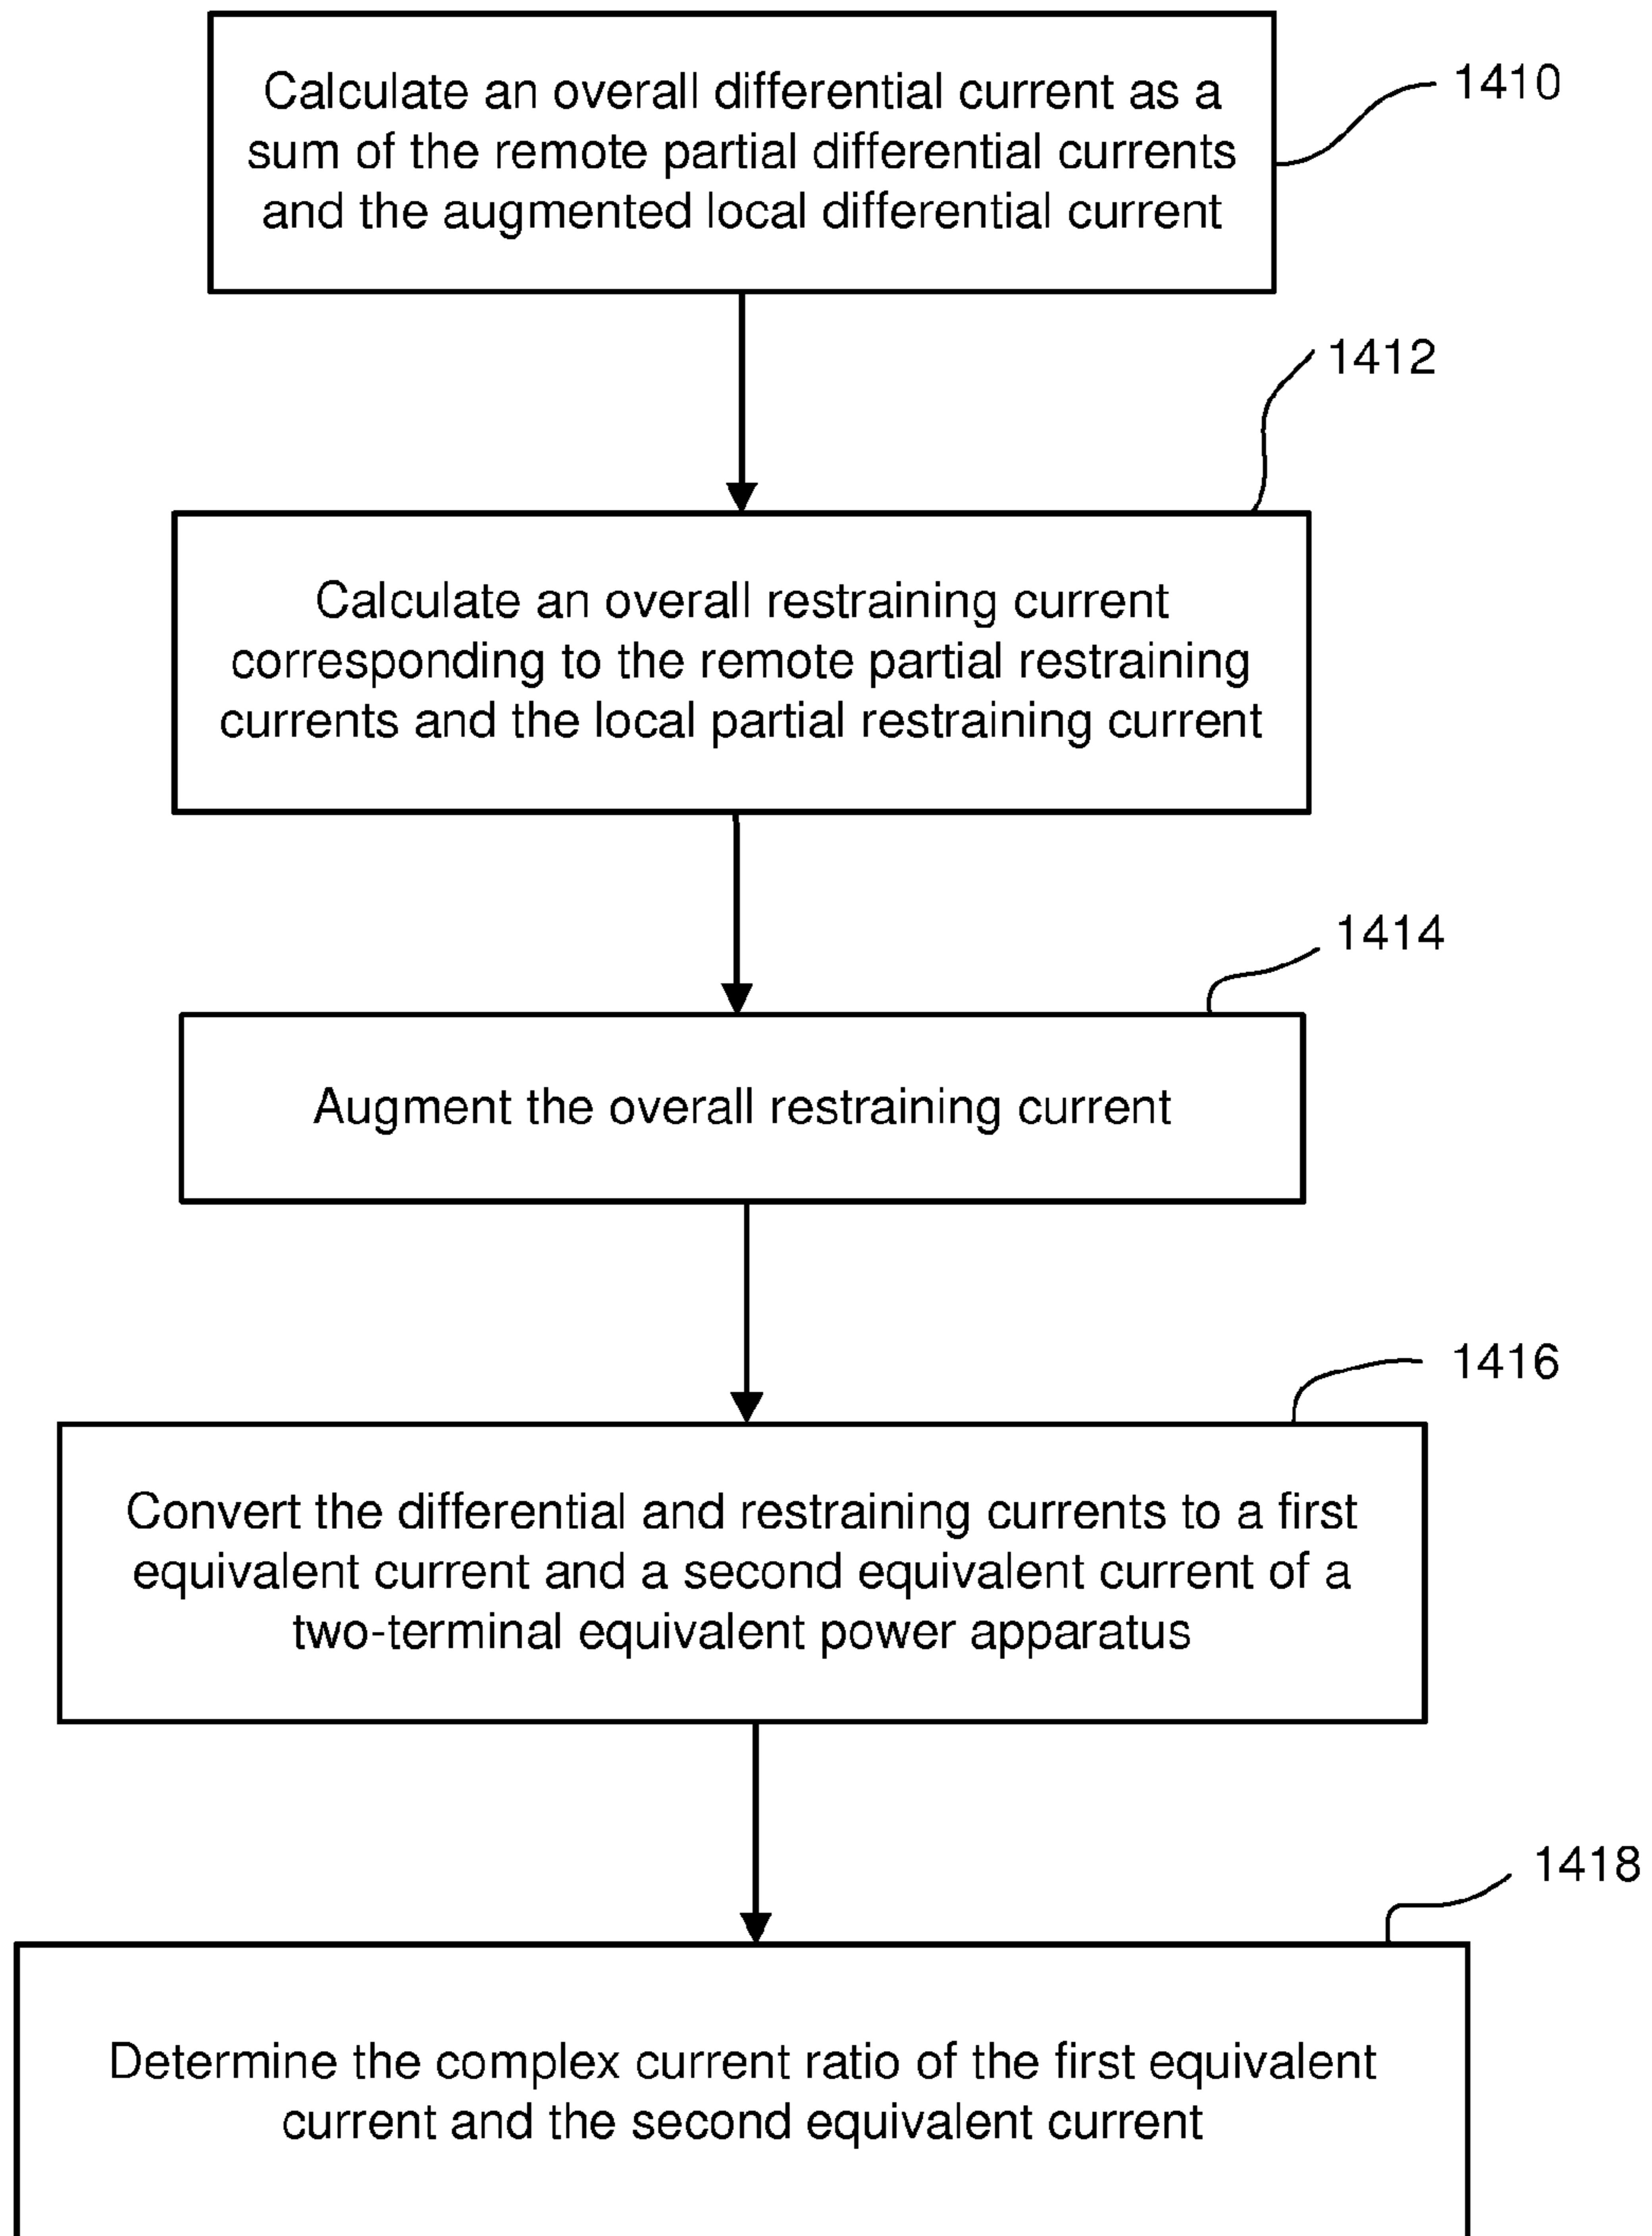 Calculate an overall differential current as a
sum of the remote partial differential currents
and the augmented local differential current
1410
1412
Calculate an overall restraining current
corresponding to the remote partial restraining
currents and the local partial restraining current
1414
Augment the overall restraining current
1416
Convert the differential and restraining currents to a first
equivalent current and a second equivalent current of a
two-terminal equivalent power apparatus
1418
Determine the complex current ratio of the first equivalent
current and the second equivalent current